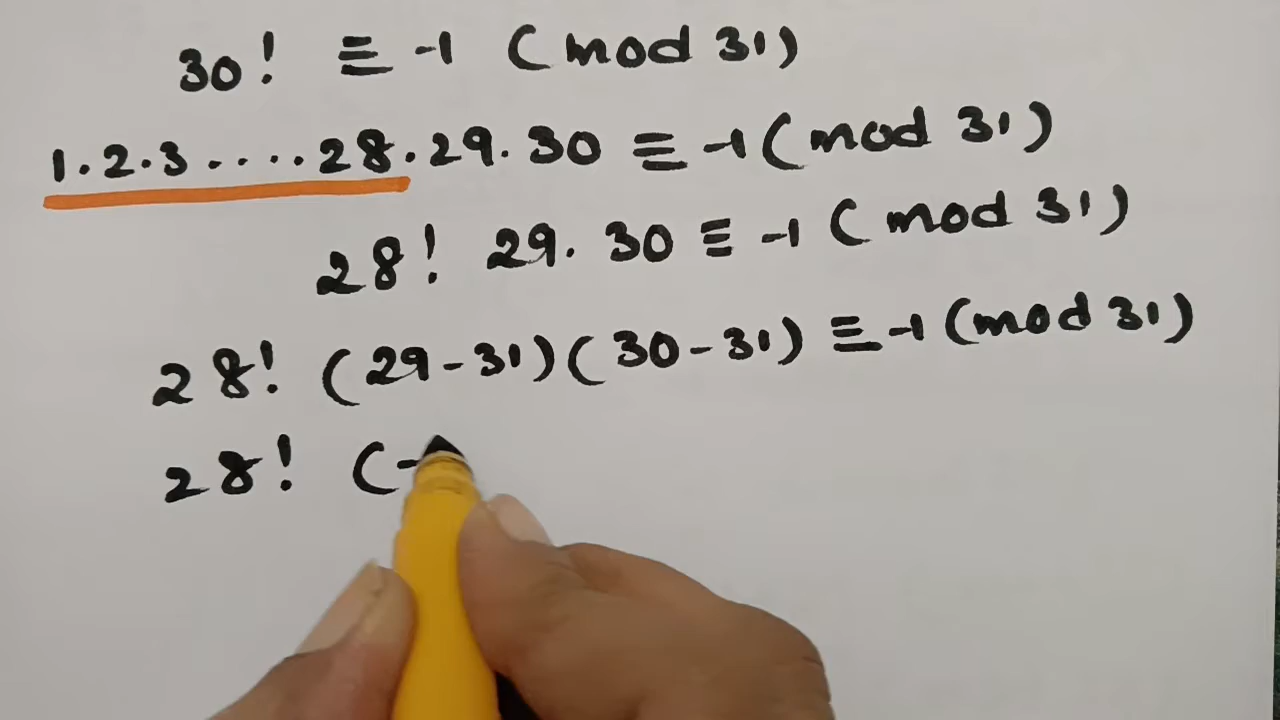 30! ≡ -1 (mod 31)
1.2.3....28.29.30 ≡ -1 (mod 31)
28! 29. 30 ≡ -1 (mod 31)
28! (29-31)(30-31) ≡ -1 (mod 31)
28! (-